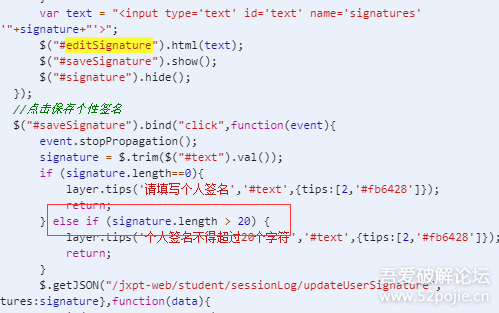 var text = "<input type='text' id='text' name='signatures'
'"+signature+"'>";
$("#editSignature").html(text);
$("#saveSignature").show();
$("#signature").hide();
});
//点击保存个性签名
$("#saveSignature").bind("click",function(event){
event.stopPropagation();
signature = $.trim($("#text").val());
if (signature.length==0){
layer.tips('请填写个人签名','#text',{tips:[2,'#fb6428']});
return;
} else if (signature.length > 20) {
layer.tips('个人签名不得超过20个字符','#text',{tips:[2,'#fb6428']});
return;
}
$.getJSON("/jxpt-web/student/sessionLog/updateUserSignature",
tures:signature},function(data){
吾爱破解论坛
www.52pojie.cn